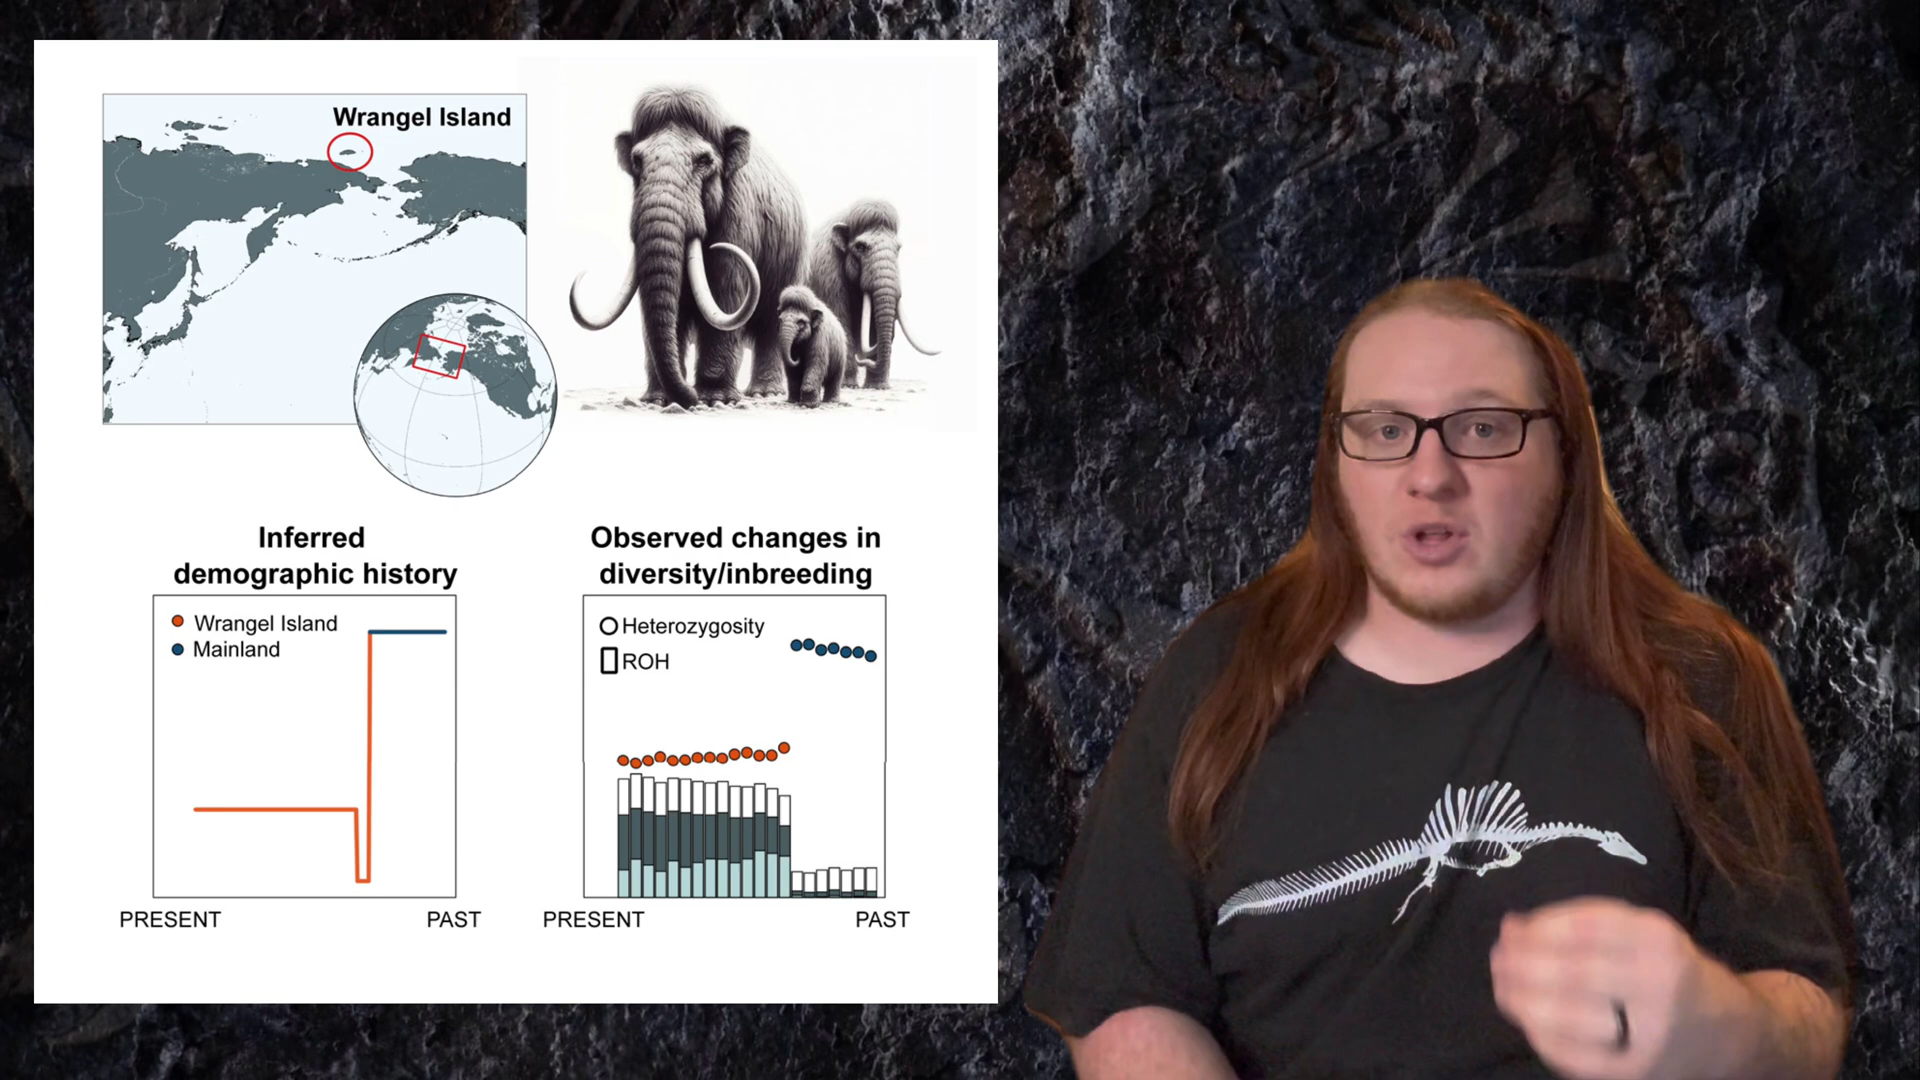 Wrangel Island
Inferred
demographic history
Wrangel Island
Mainland
PRESENT
PAST
Observed changes in
diversity/inbreeding
Heterozygosity
ROH
PRESENT
PAST